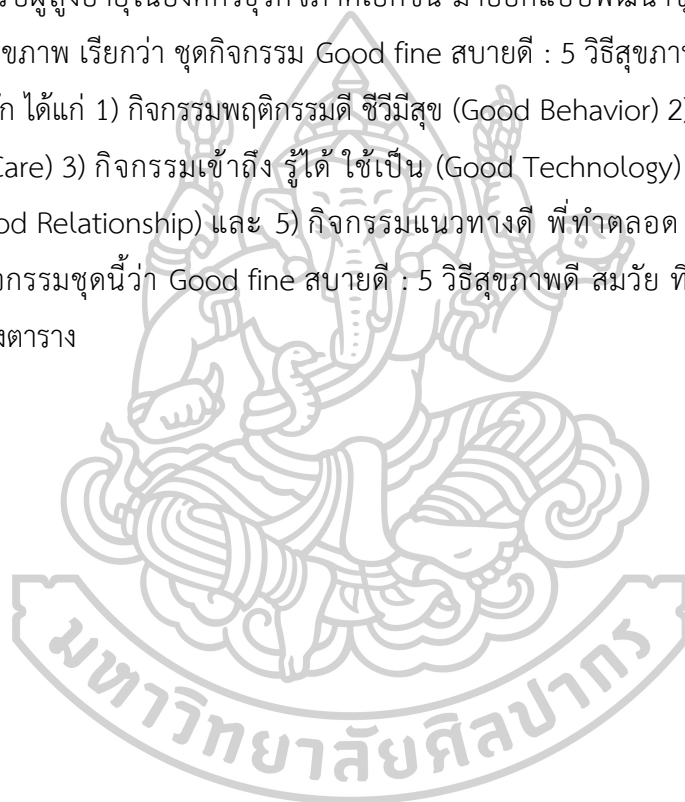 ผู้สูงอายุในองค์กรธุรกิจภาคเอกชน มาออกแบบพัฒนา
สุขภาพ เรียกว่า ชุดกิจกรรม Good fine สบายดี : 5 วิธีสุขภาพ
ได้แก่ 1) กิจกรรมพฤติกรรมดี ชีวีมีสุข (Good Behavior) 2)
Care) 3) กิจกรรมเข้าถึง รู้ได้ ใช้เป็น (Good Technology)
od Relationship) และ 5) กิจกรรมแนวทางดี พี่ทำตลอด
กิจกรรมชุดนี้ว่า Good fine สบายดี : 5 วิธีสุขภาพดี สมวัย
ตาราง
มหาวิทยาลัยศิลปากร